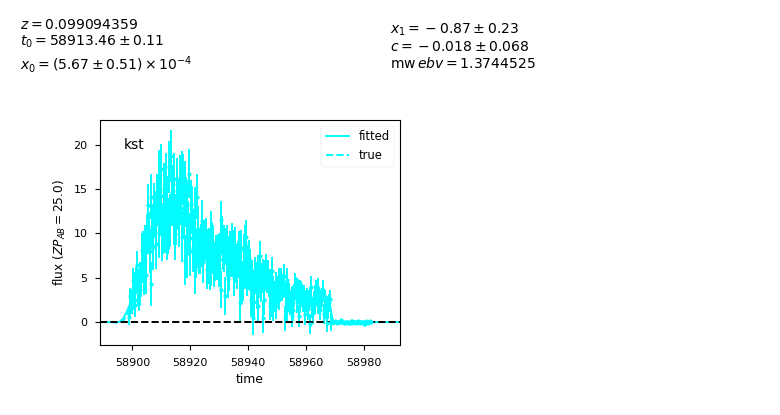 z = 0.099094359
t₀ = 58913.46 ± 0.11
x₀ = (5.67 ± 0.51) × 10⁻⁴
x₁ = −0.87 ± 0.23
c = −0.018 ± 0.068
mw ebv = 1.3744525
kst
fitted
true
20
15
10
5
0
flux (ZP_AB = 25.0)
58900 58920 58940 58960 58980
time